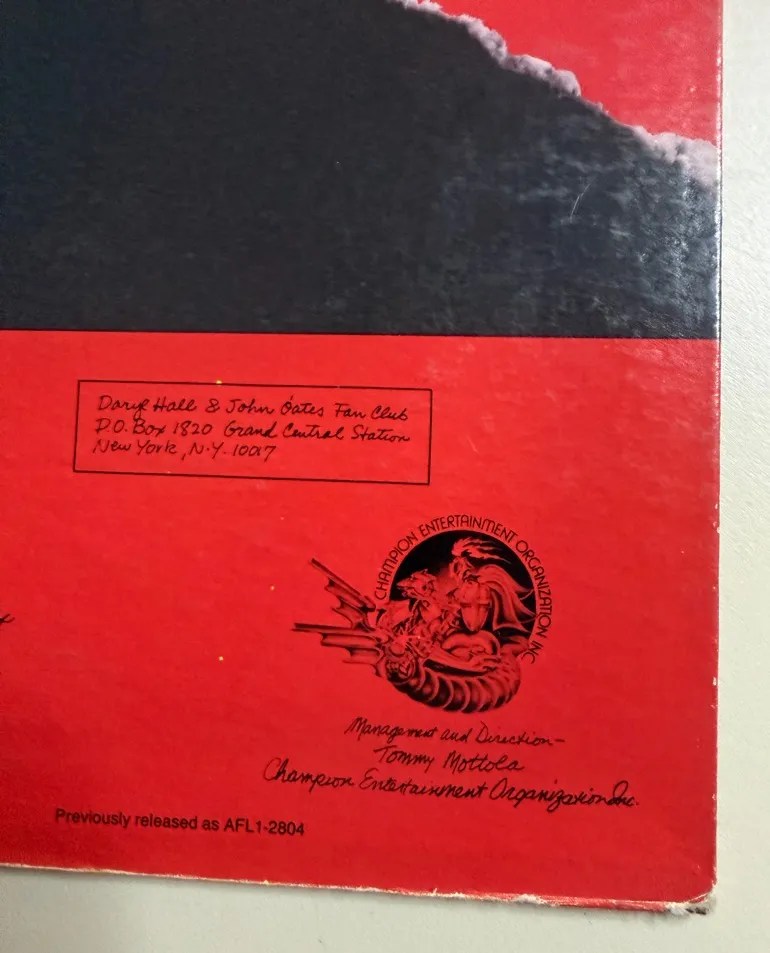 Daryl Hall & John Oates Fan Club
P.O. Box 1820 Grand Central Station
New York, N.Y. 10017
CHAMPION ENTERTAINMENT ORGANIZATION INC
Management and Direction—
Tommy Mottola
Champion Entertainment Organization Inc.
Previously released as AFL1-2804